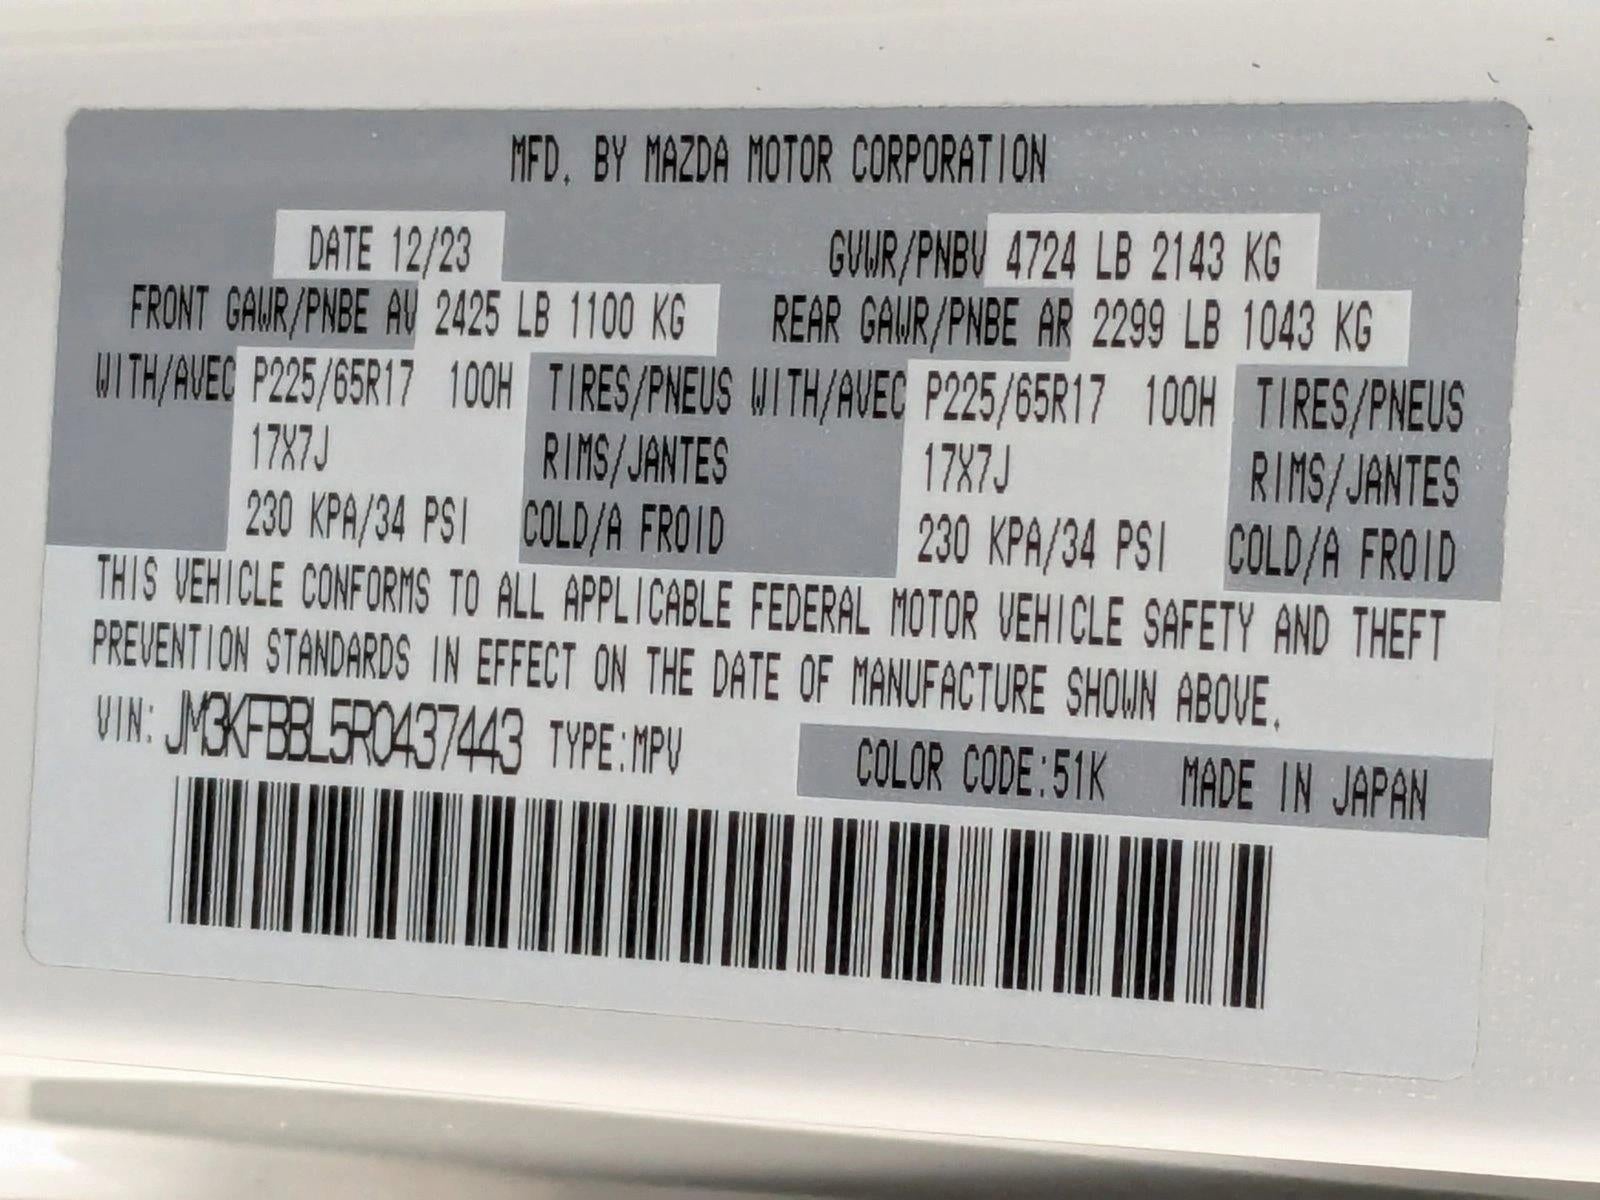 MFD. BY MAZDA MOTOR CORPORATION
DATE 12/23 GVWR/PNBV 4724 LB 2143 KG
FRONT GAWR/PNBE AV 2425 LB 1100 KG REAR GAWR/PNBE AR 2299 LB 1043 KG
WITH/AVEC P225/65R17 100H TIRES/PNEUS WITH/AVEC P225/65R17 100H TIRES/PNEUS
17X7J RIMS/JANTES 17X7J RIMS/JANTES
230 KPA/34 PSI COLD/A FROID 230 KPA/34 PSI COLD/A FROID
THIS VEHICLE CONFORMS TO ALL APPLICABLE FEDERAL MOTOR VEHICLE SAFETY AND THEFT
PREVENTION STANDARDS IN EFFECT ON THE DATE OF MANUFACTURE SHOWN ABOVE.
VIN: JM3KFBBL5R0437443 TYPE:MPV COLOR CODE:51K MADE IN JAPAN